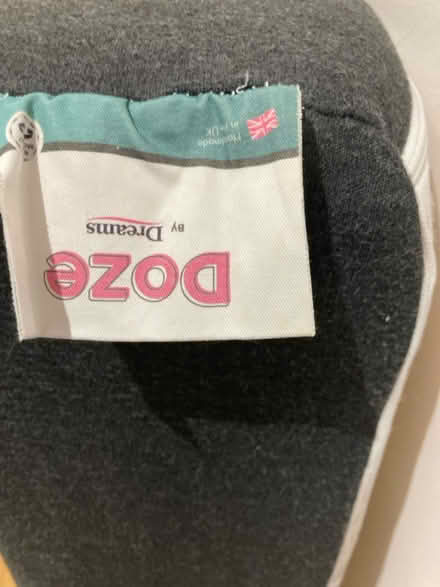 DOZE
BY Dreams
Handmade
in the UK